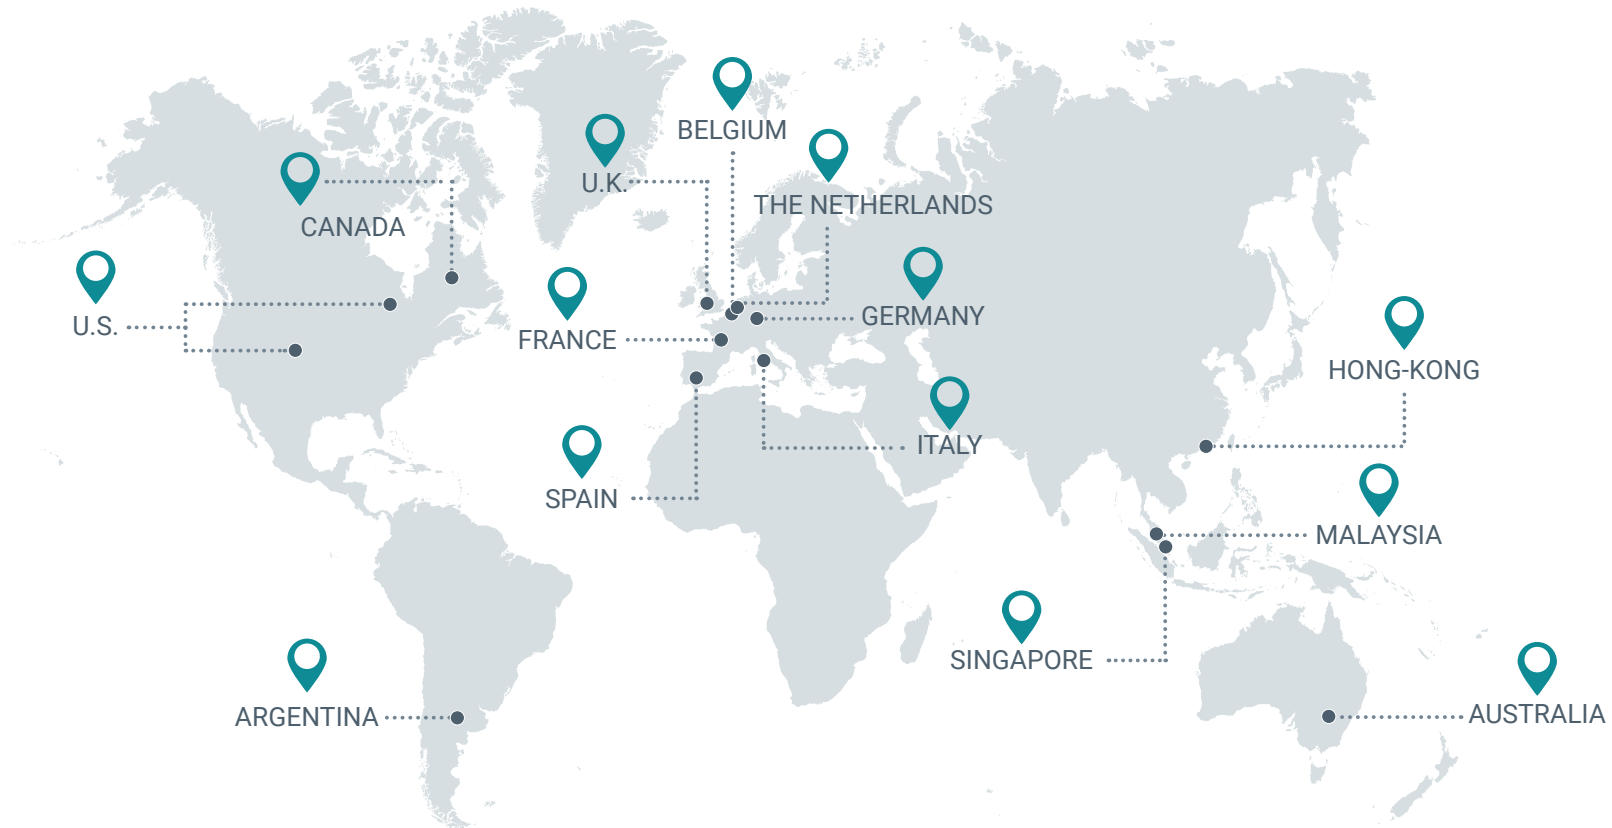 BELGIUM
U.K.
THE NETHERLANDS
CANADA
U.S.
FRANCE
GERMANY
HONG-KONG
ITALY
SPAIN
MALAYSIA
SINGAPORE
ARGENTINA
AUSTRALIA